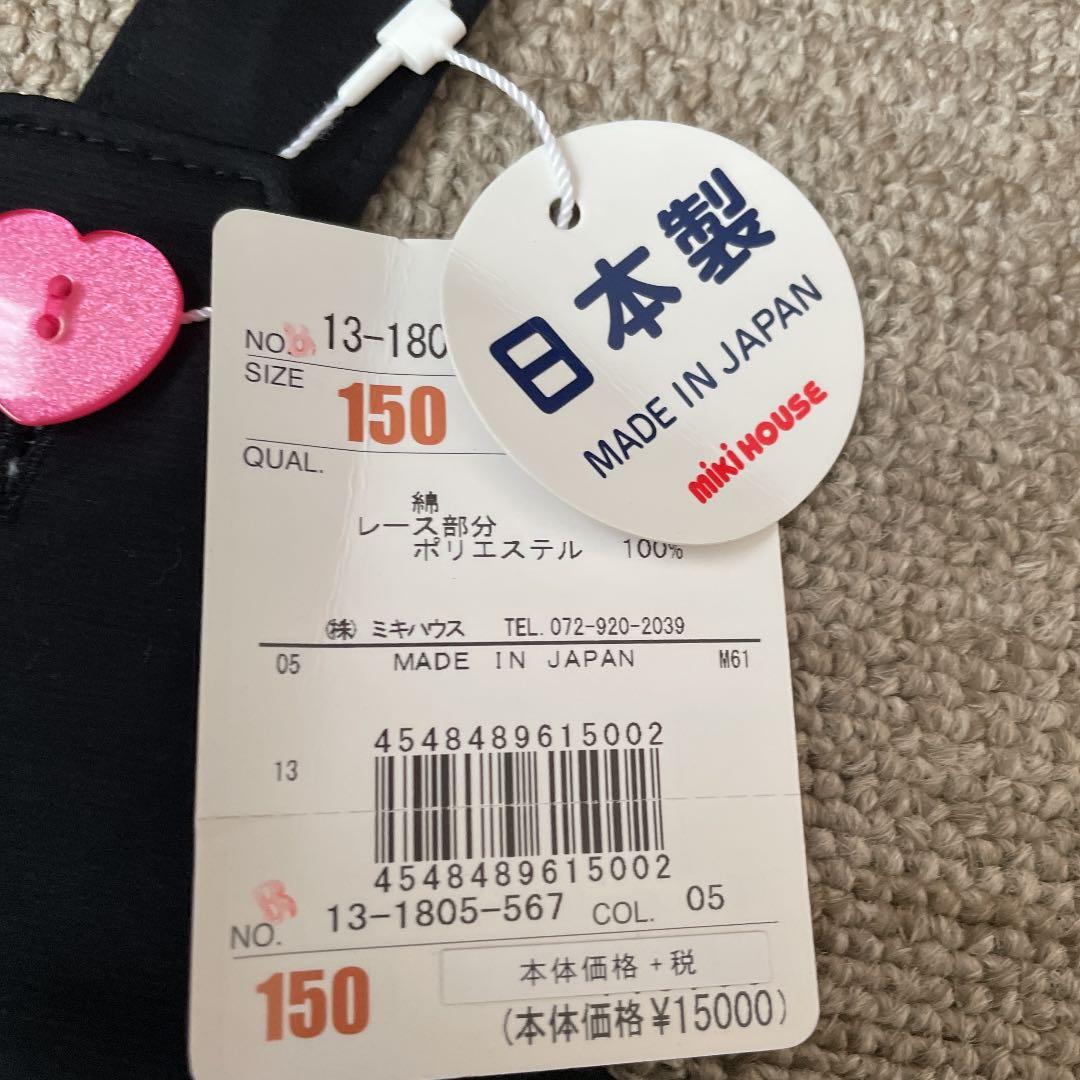 日本製
MADE IN JAPAN
miki HOUSE
NO. 13-180
SIZE
150
QUAL.
綿
レース部分
ポリエステル 100%
㈱ ミキハウス TEL. 072-920-2039
05 MADE IN JAPAN M61
4548489615002
13
4548489615002
NO. 13-1805-567 COL. 05
150
本体価格+税
(本体価格¥15000)